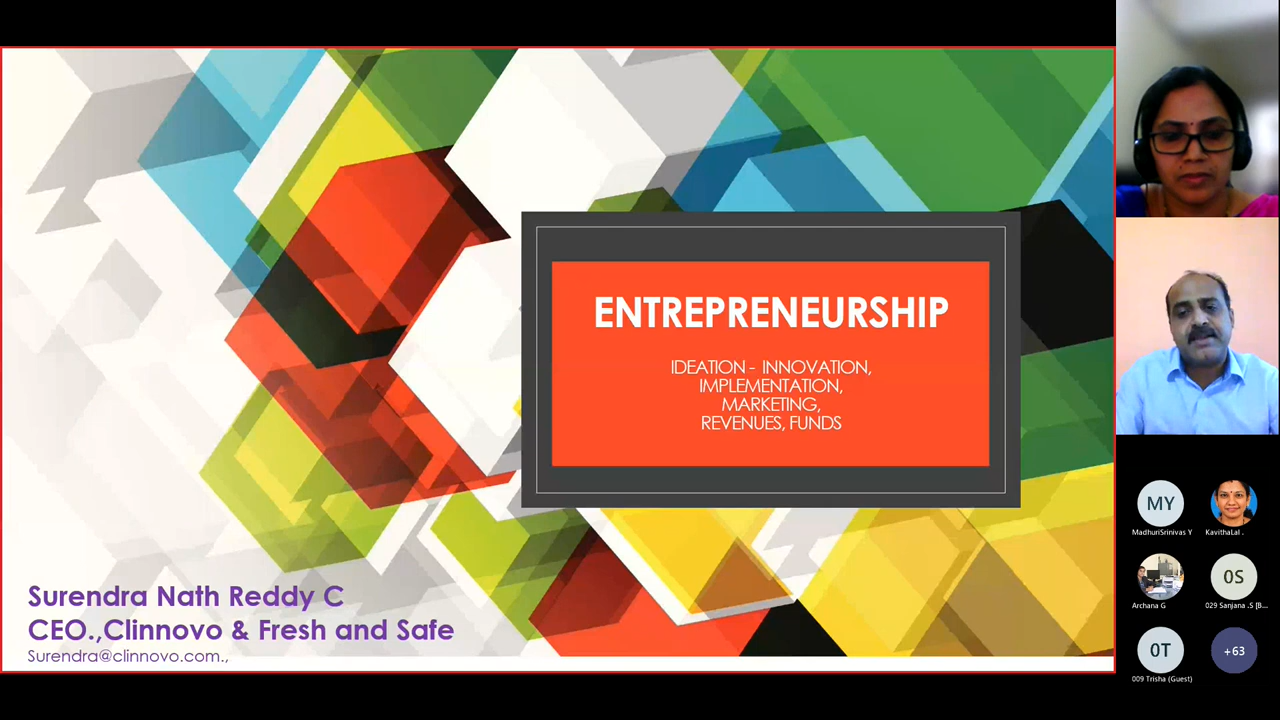 ENTREPRENEURSHIP
IDEATION - INNOVATION,
IMPLEMENTATION,
MARKETING,
REVENUES, FUNDS
Surendra Nath Reddy C
CEO.,Clinnovo & Fresh and Safe
Surendra@clinnovo.com.,
MY
MadhuriSrinivas Y
KavithaLal .
Archana G
0S
029 Sanjana .S [B...
0T
009 Trisha (Guest)
+63